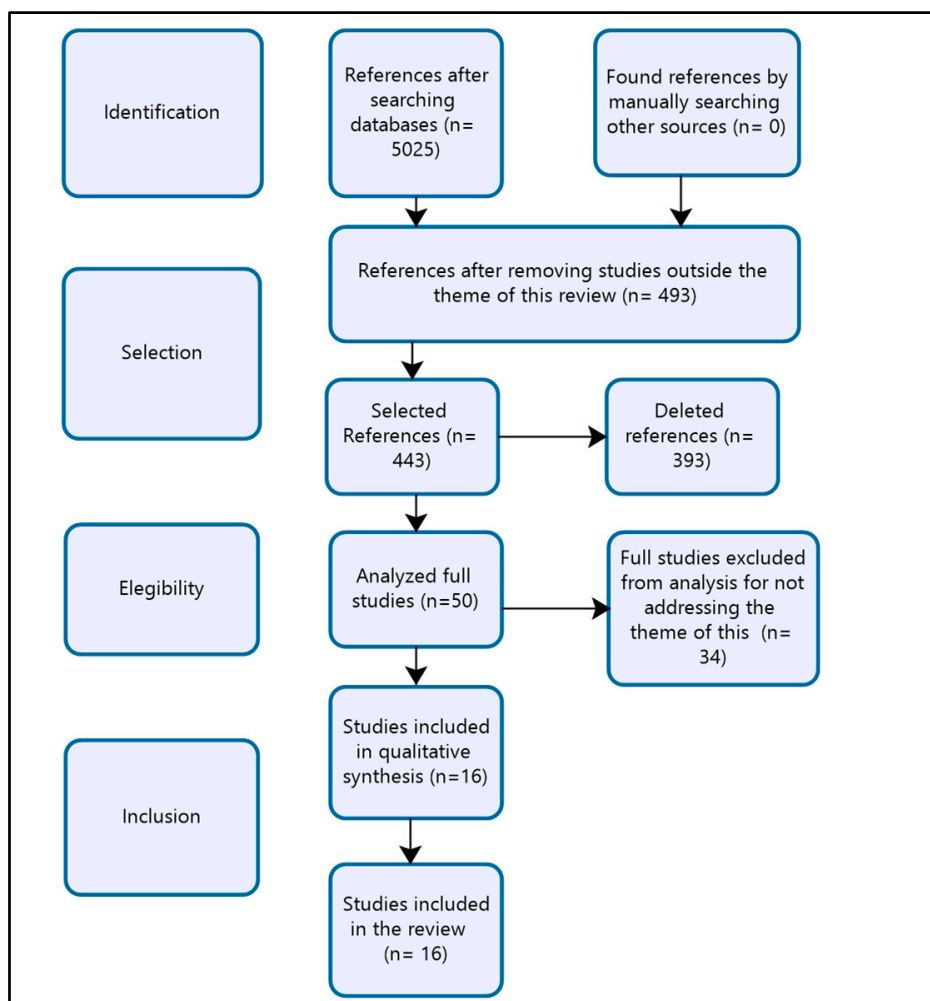 Identification
References after
searching
databases (n=
5025)
Found references by
manually searching
other sources (n= 0)
References after removing studies outside the
theme of this review (n= 493)
Selection
Selected
References (n=
443)
Deleted
references (n=
393)
Elegibility
Analyzed full
studies (n=50)
Full studies excluded
from analysis for not
addressing the
theme of this  (n=
34)
Studies included
in qualitative
synthesis (n=16)
Inclusion
Studies included
in the review
(n= 16)